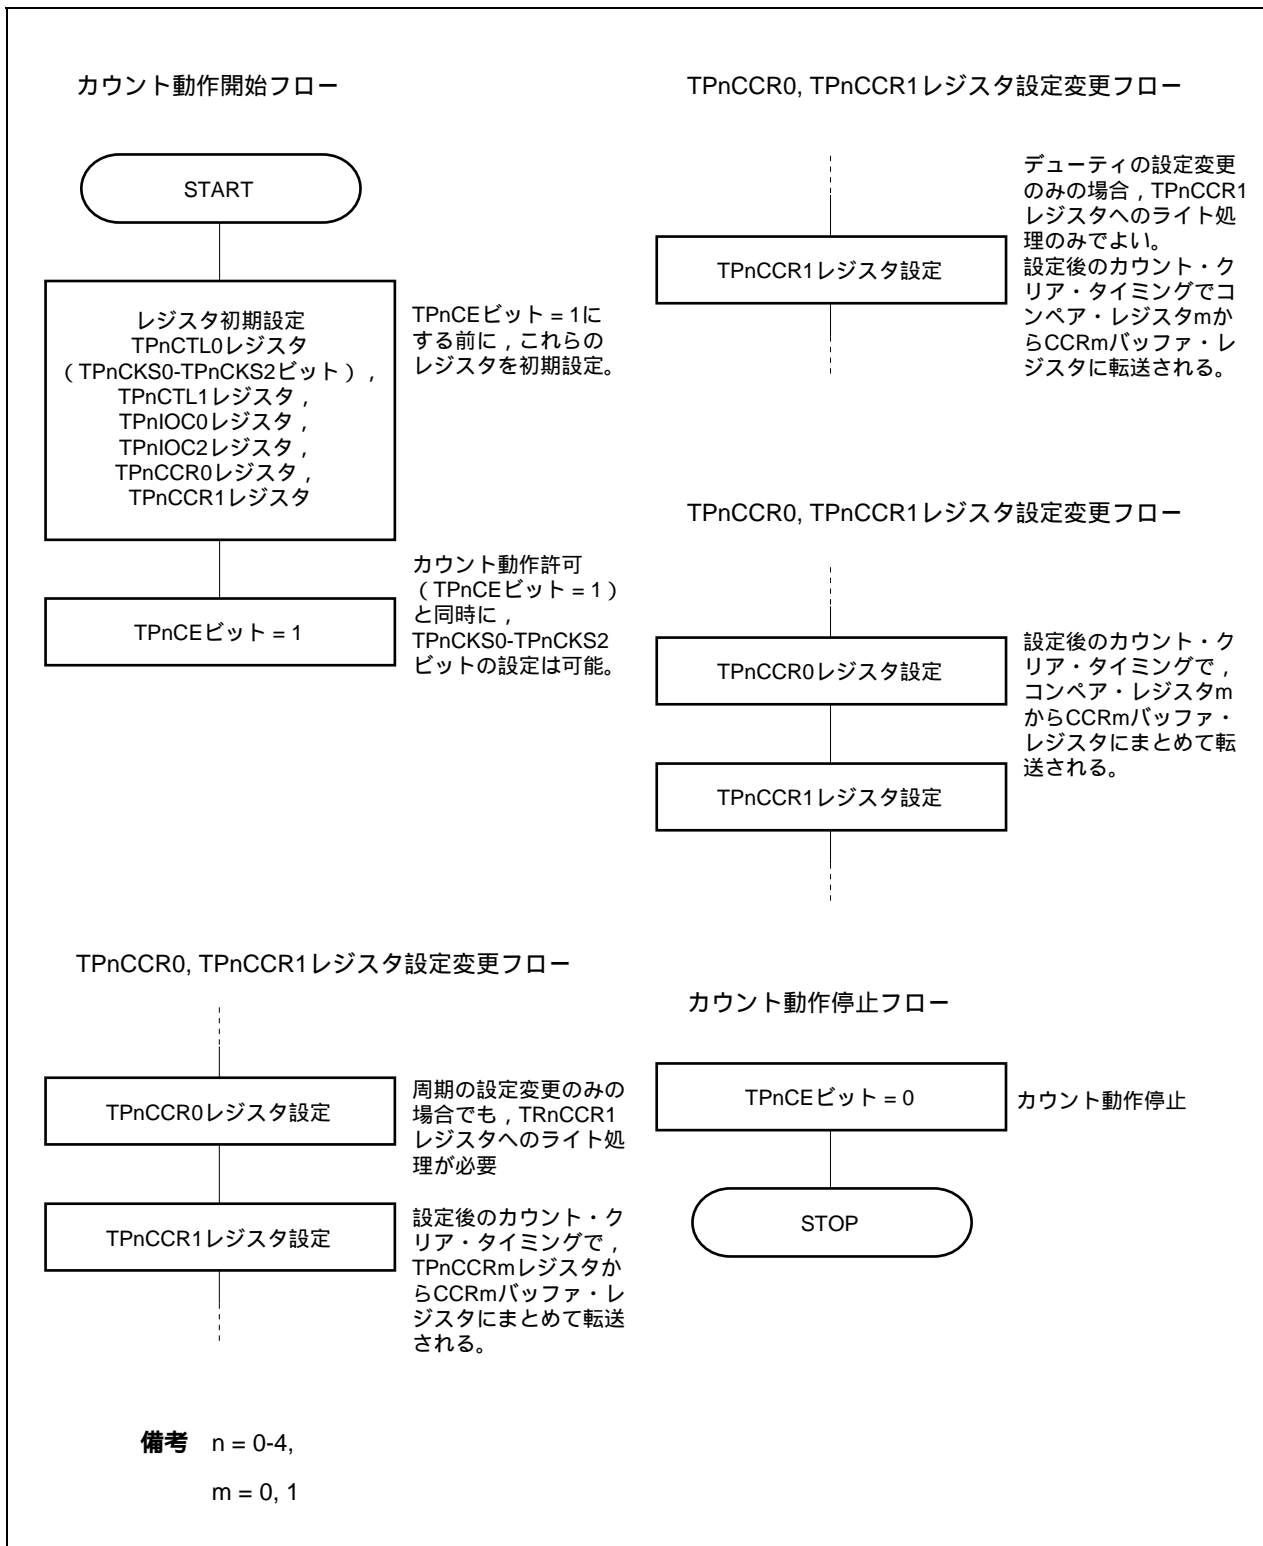 カウント動作開始フロー
START
レジスタ初期設定
TPnCTL0レジスタ
（TPnCKS0-TPnCKS2ビット），
TPnCTL1レジスタ，
TPnIOC0レジスタ，
TPnIOC2レジスタ，
TPnCCR0レジスタ，
TPnCCR1レジスタ
TPnCEビット = 1に
する前に，これらの
レジスタを初期設定。
TPnCEビット = 1
カウント動作許可
（TPnCEビット = 1）
と同時に，
TPnCKS0-TPnCKS2
ビットの設定は可能。
TPnCCR0, TPnCCR1レジスタ設定変更フロー
TPnCCR0レジスタ設定
周期の設定変更のみの
場合でも，TRnCCR1
レジスタへのライト処
理が必要
TPnCCR1レジスタ設定
設定後のカウント・ク
リア・タイミングで，
TPnCCRmレジスタか
らCCRmバッファ・レ
ジスタにまとめて転送
される。
TPnCCR0, TPnCCR1レジスタ設定変更フロー
TPnCCR1レジスタ設定
デューティの設定変更
のみの場合，TPnCCR1
レジスタへのライト処
理のみでよい。
設定後のカウント・ク
リア・タイミングでコ
ンペア・レジスタmか
らCCRmバッファ・レ
ジスタに転送される。
TPnCCR0, TPnCCR1レジスタ設定変更フロー
TPnCCR0レジスタ設定
設定後のカウント・ク
リア・タイミングで，
コンペア・レジスタm
からCCRmバッファ・
レジスタにまとめて転
送される。
TPnCCR1レジスタ設定
カウント動作停止フロー
TPnCEビット = 0
カウント動作停止
STOP
備考 n = 0-4,
m = 0, 1